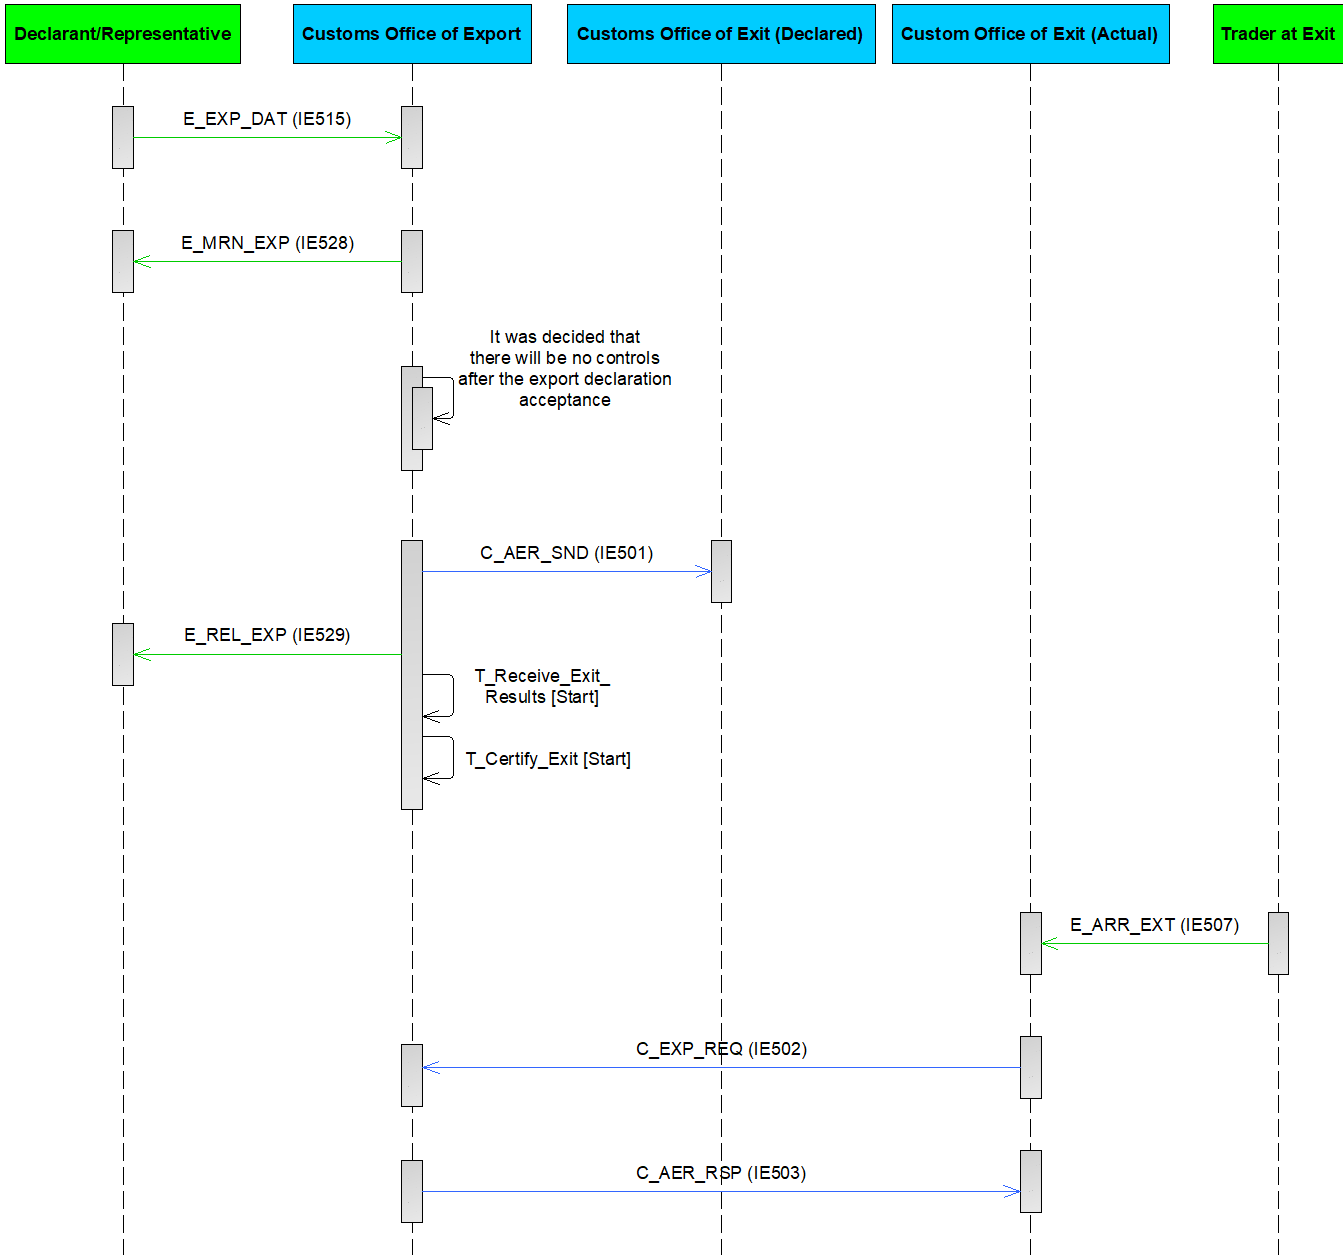 Declarant/Representative
Customs Office of Export
Customs Office of Exit (Declared)
Custom Office of Exit (Actual)
Trader at Exit
E_EXP_DAT (IE515)
E_MRN_EXP (IE528)
It was decided that
there will be no controls
after the export declaration
acceptance
C_AER_SND (IE501)
E_REL_EXP (IE529)
T_Receive_Exit_
Results [Start]
T_Certify_Exit [Start]
E_ARR_EXT (IE507)
C_EXP_REQ (IE502)
C_AER_RSP (IE503)